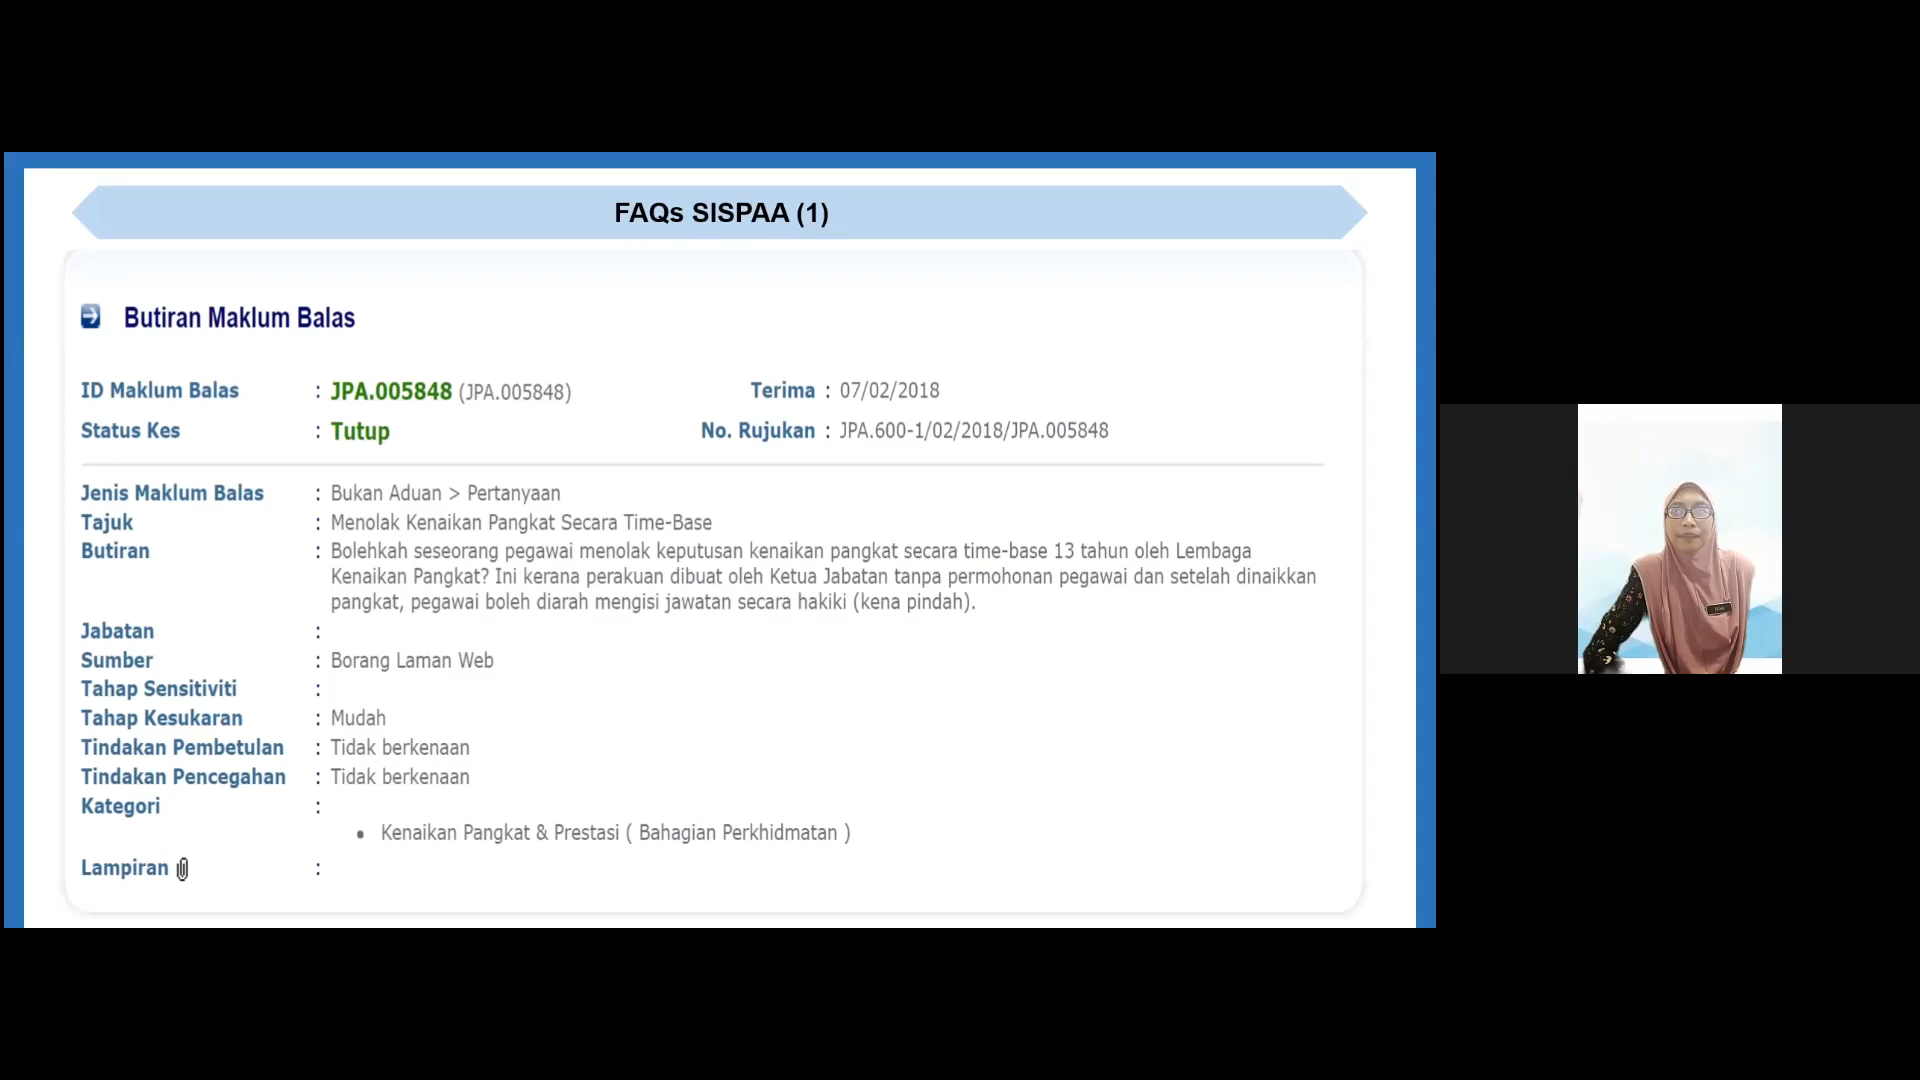 FAQs SISPAA (1)
Butiran Maklum Balas
ID Maklum Balas : JPA.005848 (JPA.005848) Terima : 07/02/2018
Status Kes : Tutup No. Rujukan : JPA.600-1/02/2018/JPA.005848
Jenis Maklum Balas : Bukan Aduan > Pertanyaan
Tajuk : Menolak Kenaikan Pangkat Secara Time-Base
Butiran : Bolehkah seseorang pegawai menolak keputusan kenaikan pangkat secara time-base 13 tahun oleh Lembaga
Kenaikan Pangkat? Ini kerana perakuan dibuat oleh Ketua Jabatan tanpa permohonan pegawai dan setelah dinaikkan
pangkat, pegawai boleh diarah mengisi jawatan secara hakiki (kena pindah).
Jabatan :
Sumber : Borang Laman Web
Tahap Sensitiviti :
Tahap Kesukaran : Mudah
Tindakan Pembetulan : Tidak berkenaan
Tindakan Pencegahan : Tidak berkenaan
Kategori :
• Kenaikan Pangkat & Prestasi ( Bahagian Perkhidmatan )
Lampiran :